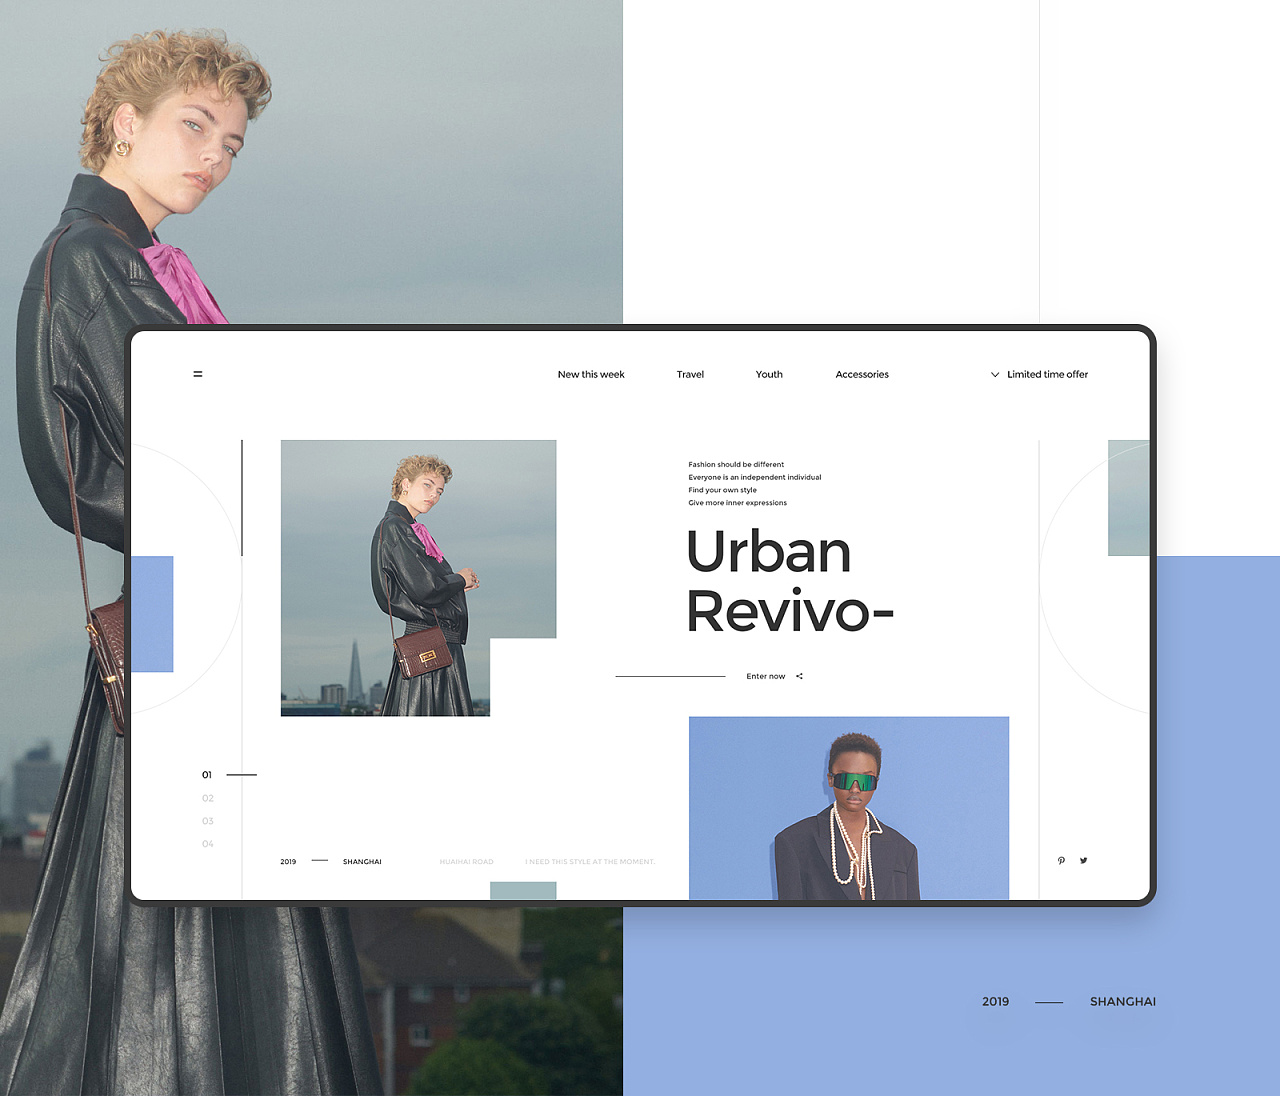 New this week
Travel
Youth
Accessories
Limited time offer
Fashion should be different
Everyone is an independent individual
Find your own style
Give more inner expressions
Urban
Revivo-
Enter now
01
02
03
04
2019
SHANGHAI
HUAIHAI ROAD
I NEED THIS STYLE AT THE MOMENT.
2019
SHANGHAI